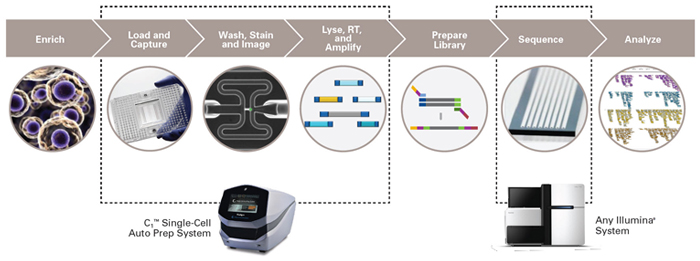 Enrich
Load and
Capture
Wash, Stain
and Image
Lyse, RT,
and
Amplify
Prepare
Library
Sequence
Analyze
C₁™ Single-Cell
Auto Prep System
Any Illumina®
System